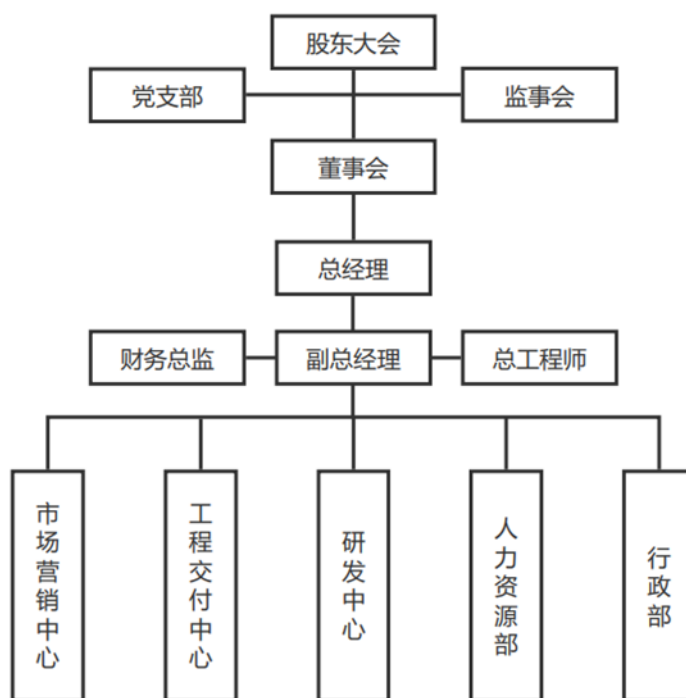 股东大会
党支部
监事会
董事会
总经理
财务总监
副总经理
总工程师
市场营销中心
工程交付中心
研发中心
人力资源部
行政部